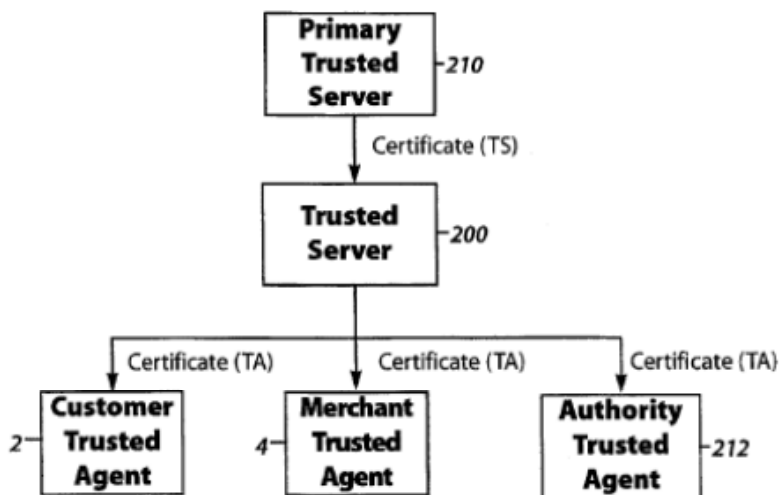 Primary
Trusted
Server
210
Certificate (TS)
Trusted
Server
200
Certificate (TA)
Certificate (TA)
Certificate (TA)
Customer
Trusted
Agent
2
Merchant
Trusted
Agent
4
Authority
Trusted
Agent
212